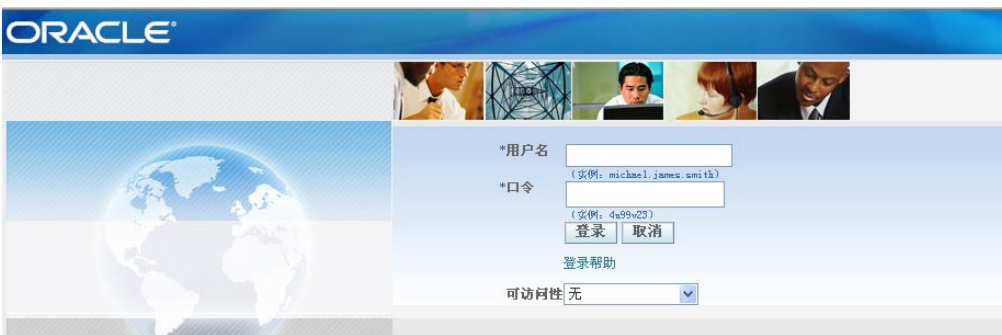 ORACLE®
*用户名
(实例: michael.james.smith)
*口令
(实例: 4u99v23)
登录 取消
登录帮助
可访问性 无